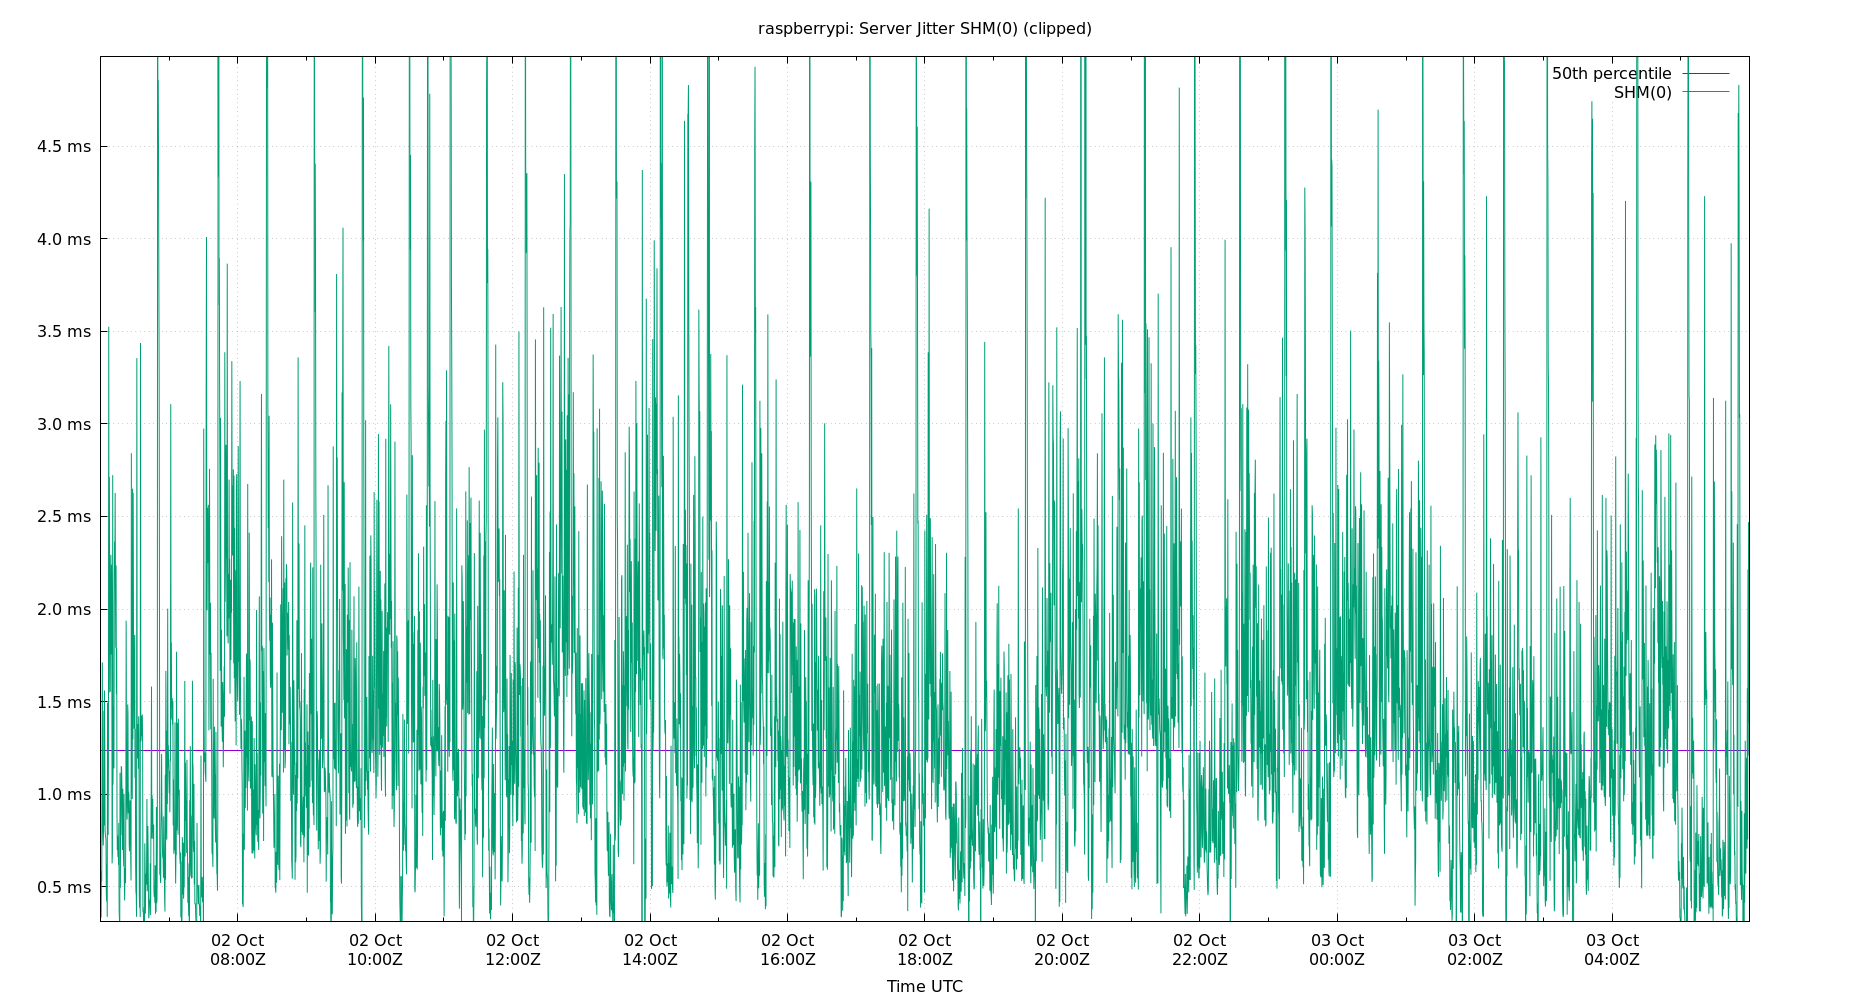 raspberrypi: Server Jitter SHM(0) (clipped)
50th percentile
SHM(0)
4.5 ms
4.0 ms
3.5 ms
3.0 ms
2.5 ms
2.0 ms
1.5 ms
1.0 ms
0.5 ms
02 Oct 02 Oct 02 Oct 02 Oct 02 Oct 02 Oct 02 Oct 02 Oct 03 Oct 03 Oct 03 Oct
08:00Z 10:00Z 12:00Z 14:00Z 16:00Z 18:00Z 20:00Z 22:00Z 00:00Z 02:00Z 04:00Z
Time UTC